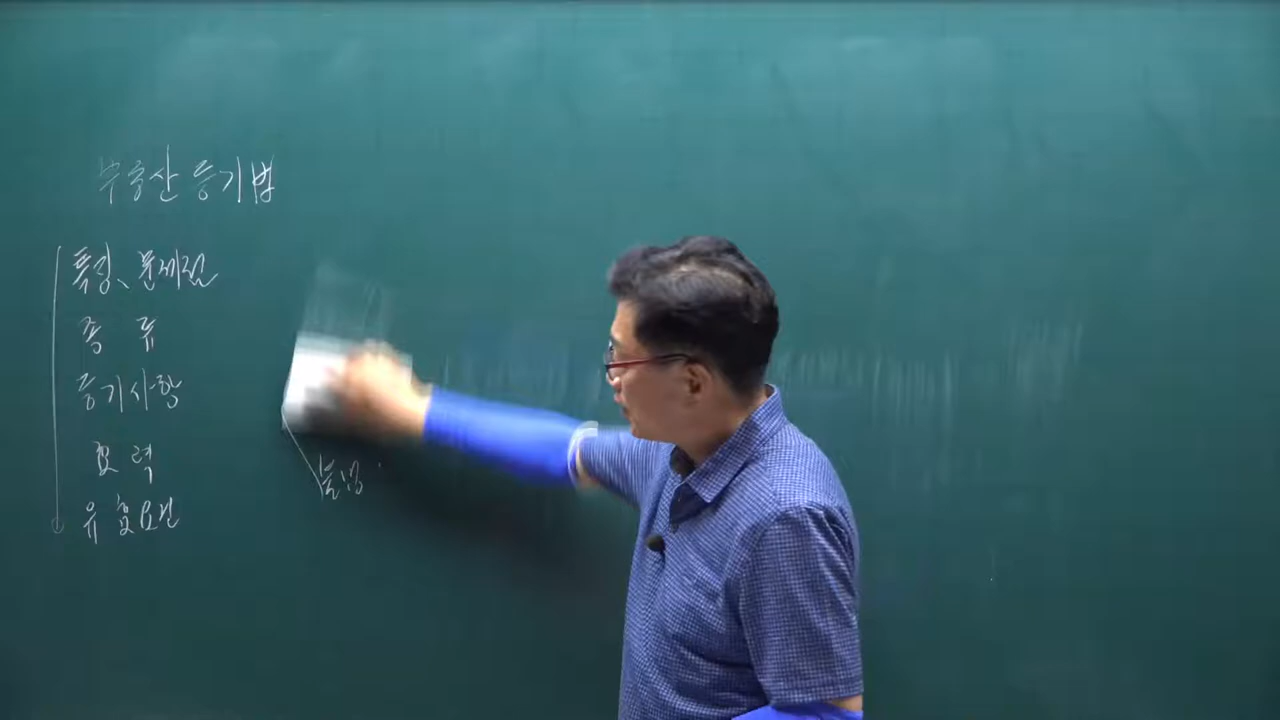 부동산 등기법
특징、문제점
종 류
등기사항
효 력
유효요건